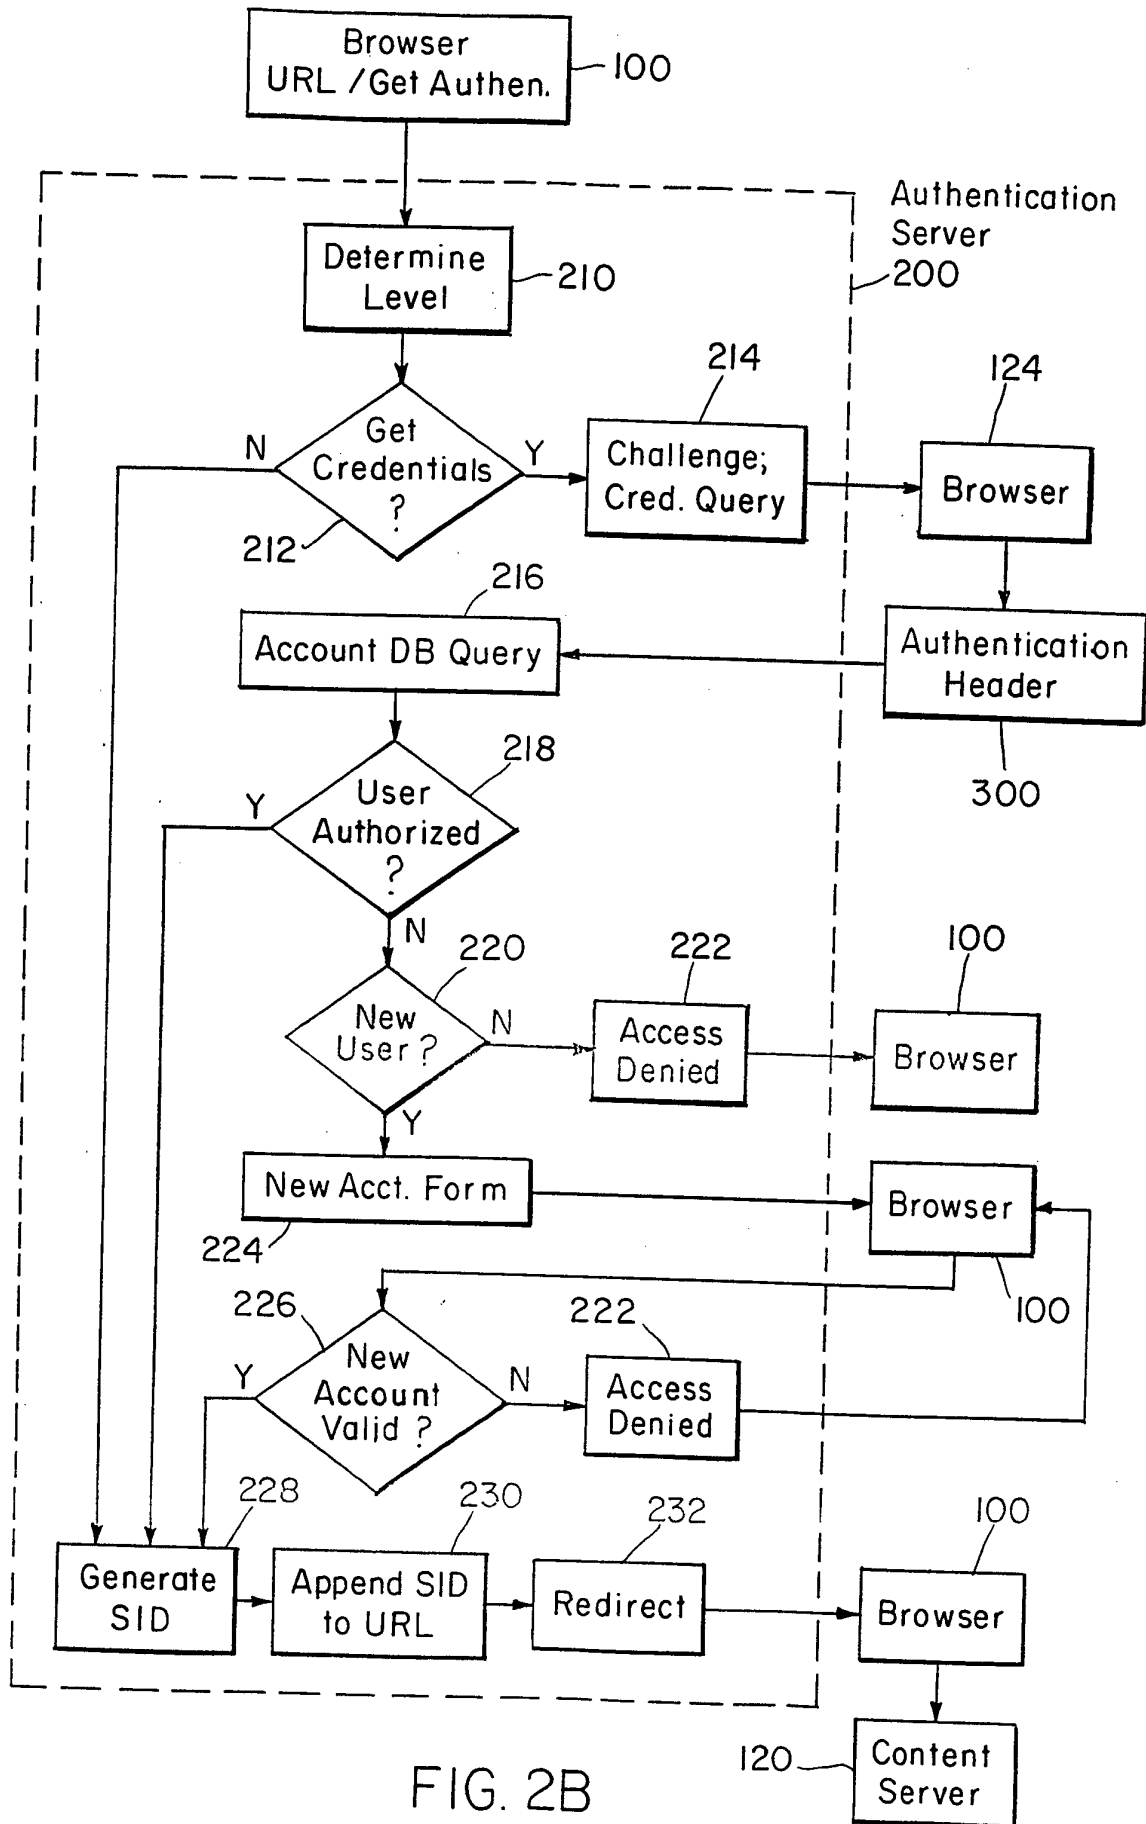 Browser
URL / Get Authen.
100
Authentication
Server
200
Determine
Level
210
214
124
N
Get
Credentials
?
Y
212
Challenge;
Cred. Query
Browser
216
Account DB Query
Authentication
Header
300
218
Y
User
Authorized
?
N
220
222
100
New
User ?
N
Access
Denied
Browser
Y
New Acct. Form
224
Browser
100
226
222
Y
New
Account
Valid ?
N
Access
Denied
228
230
232
100
Generate
SID
Append SID
to URL
Redirect
Browser
120
Content
Server
FIG. 2B